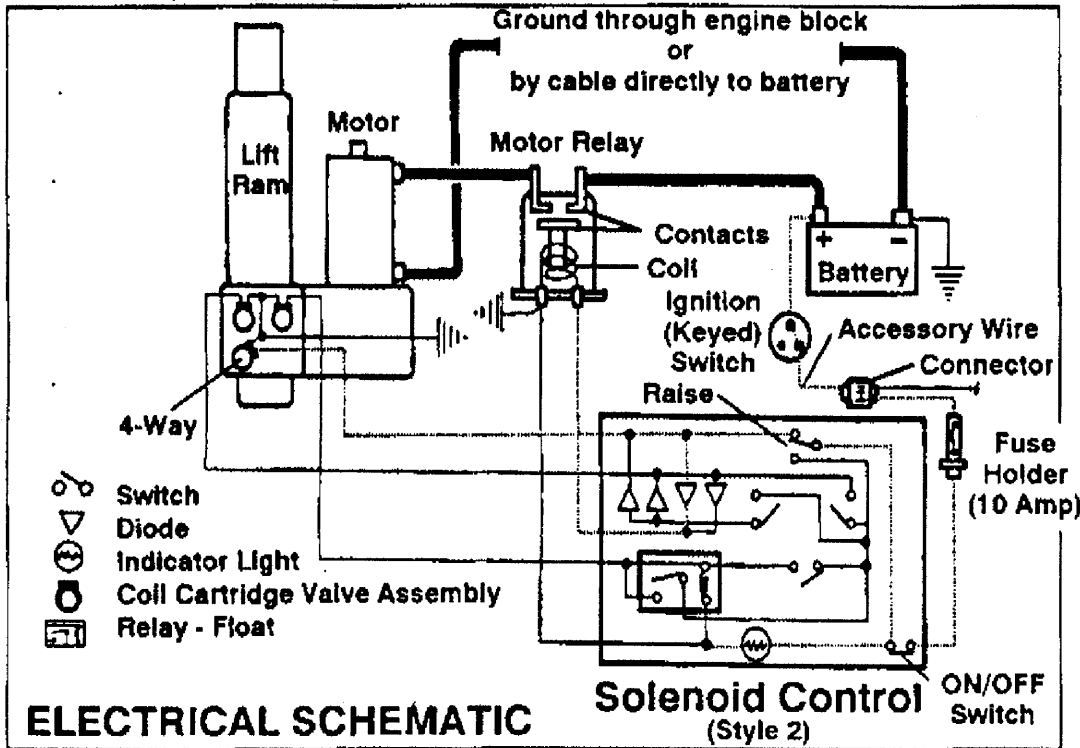 Ground through engine block
or
by cable directly to battery
Motor
Motor Relay
Lift
Ram
Contacts
Coil
+ -
Battery
Ignition
(Keyed)
Switch
Accessory Wire
Connector
Raise
4-Way
Fuse
Holder
(10 Amp)
Switch
Diode
Indicator Light
Coil Cartridge Valve Assembly
Relay - Float
ON/OFF
Switch
Solenoid Control
(Style 2)
ELECTRICAL SCHEMATIC